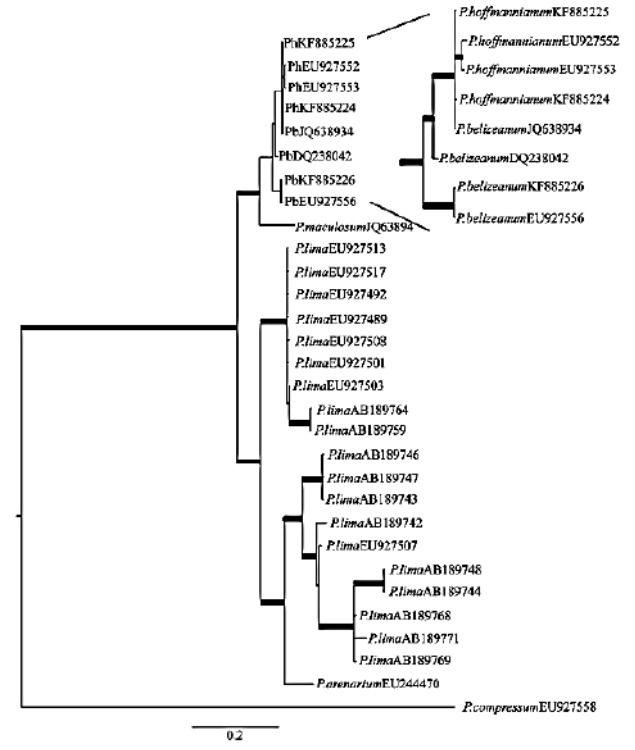 PhKF885225
PhEU927552
PhEU927553
PhKF885224
PbJQ638934
PbDQ238042
PbKF885226
PbEU927556
P.maculosumJQ63894
P.limaEU927513
P.limaEU927517
P.limaEU927492
P.limaEU927489
P.limaEU927508
P.limaEU927501
P.limaEU927503
P.limaAB189764
P.limaAB189759
P.limaAB189746
P.limaAB189747
P.limaAB189743
P.limaAB189742
P.limaEU927507
P.limaAB189748
P.limaAB189744
P.limaAB189768
P.limaAB189771
P.limaAB189769
P.arenariumEU244470
P.compressumEU927558
0.2
P.hoffmannianumKF885225
P.hoffmannianumEU927552
P.hoffmannianumEU927553
P.hoffmannianumKF885224
P.belizeanumJQ638934
P.belizeanumDQ238042
P.belizeanumKF885226
P.belizeanumEU927556